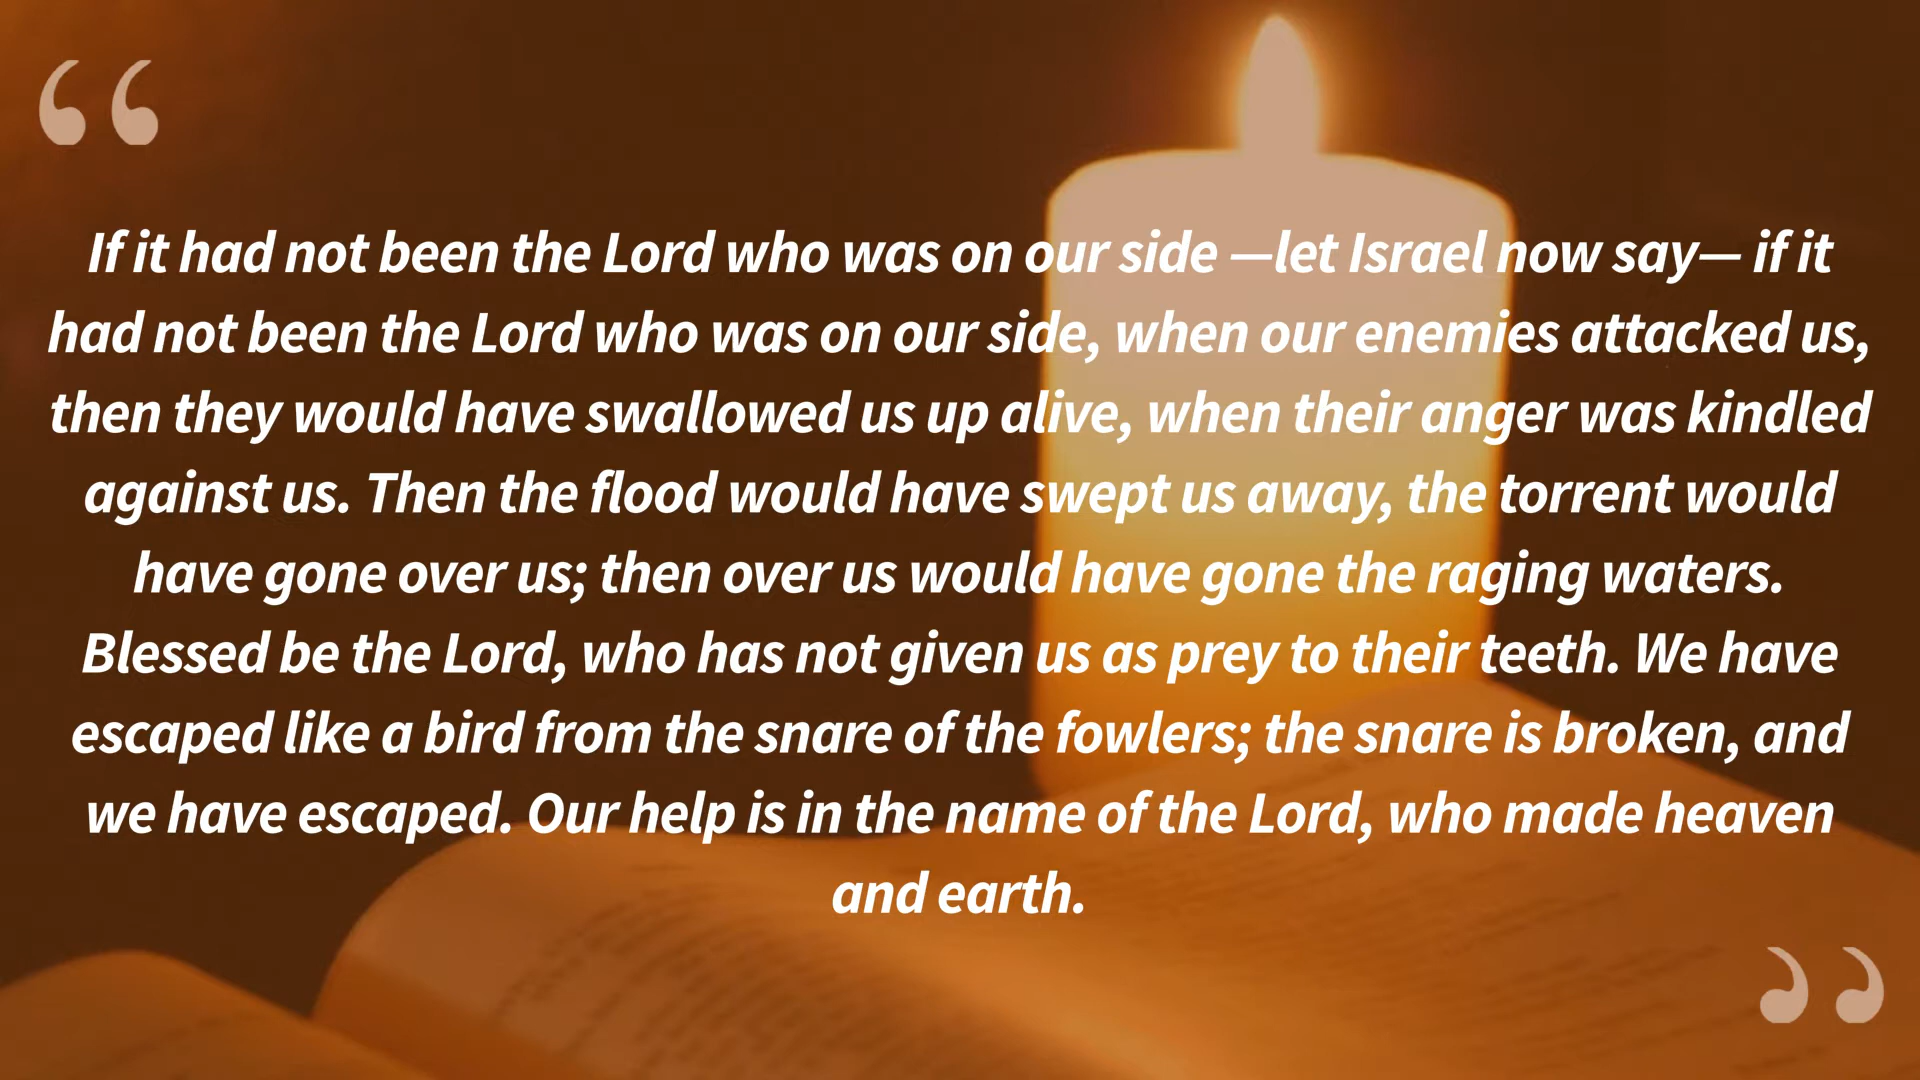 “
If it had not been the Lord who was on our side —let Israel now say— if it
had not been the Lord who was on our side, when our enemies attacked us,
then they would have swallowed us up alive, when their anger was kindled
against us. Then the flood would have swept us away, the torrent would
have gone over us; then over us would have gone the raging waters.
Blessed be the Lord, who has not given us as prey to their teeth. We have
escaped like a bird from the snare of the fowlers; the snare is broken, and
we have escaped. Our help is in the name of the Lord, who made heaven
and earth.
”